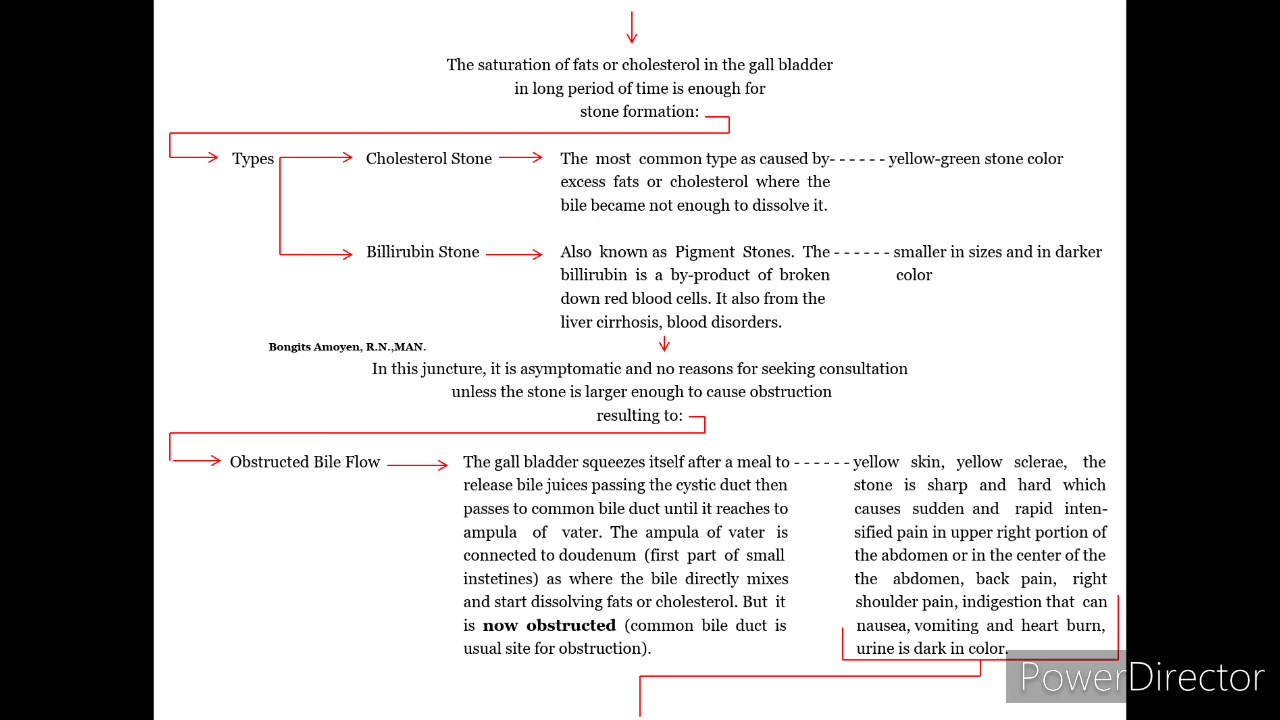 The saturation of fats or cholesterol in the gall bladder
in long period of time is enough for
stone formation:
Types
Cholesterol Stone
The most common type as caused by- - - - - - yellow-green stone color
excess fats or cholesterol where the
bile became not enough to dissolve it.
Billirubin Stone
Also known as Pigment Stones. The - - - - - - smaller in sizes and in darker
billirubin is a by-product of broken
color
down red blood cells. It also from the
liver cirrhosis, blood disorders.
Bongits Amoyen, R.N.,MAN.
In this juncture, it is asymptomatic and no reasons for seeking consultation
unless the stone is larger enough to cause obstruction
resulting to:
Obstructed Bile Flow
The gall bladder squeezes itself after a meal to - - - - - -
release bile juices passing the cystic duct then
passes to common bile duct until it reaches to
ampula of vater. The ampula of vater is
connected to doudenum (first part of small
instetines) as where the bile directly mixes
and start dissolving fats or cholesterol. But it
is now obstructed (common bile duct is
usual site for obstruction).
yellow skin, yellow sclerae, the
stone is sharp and hard which
causes sudden and rapid inten-
sified pain in upper right portion of
the abdomen or in the center of the
the abdomen, back pain, right
shoulder pain, indigestion that can
nausea, vomiting and heart burn,
urine is dark in color.
PowerDirector